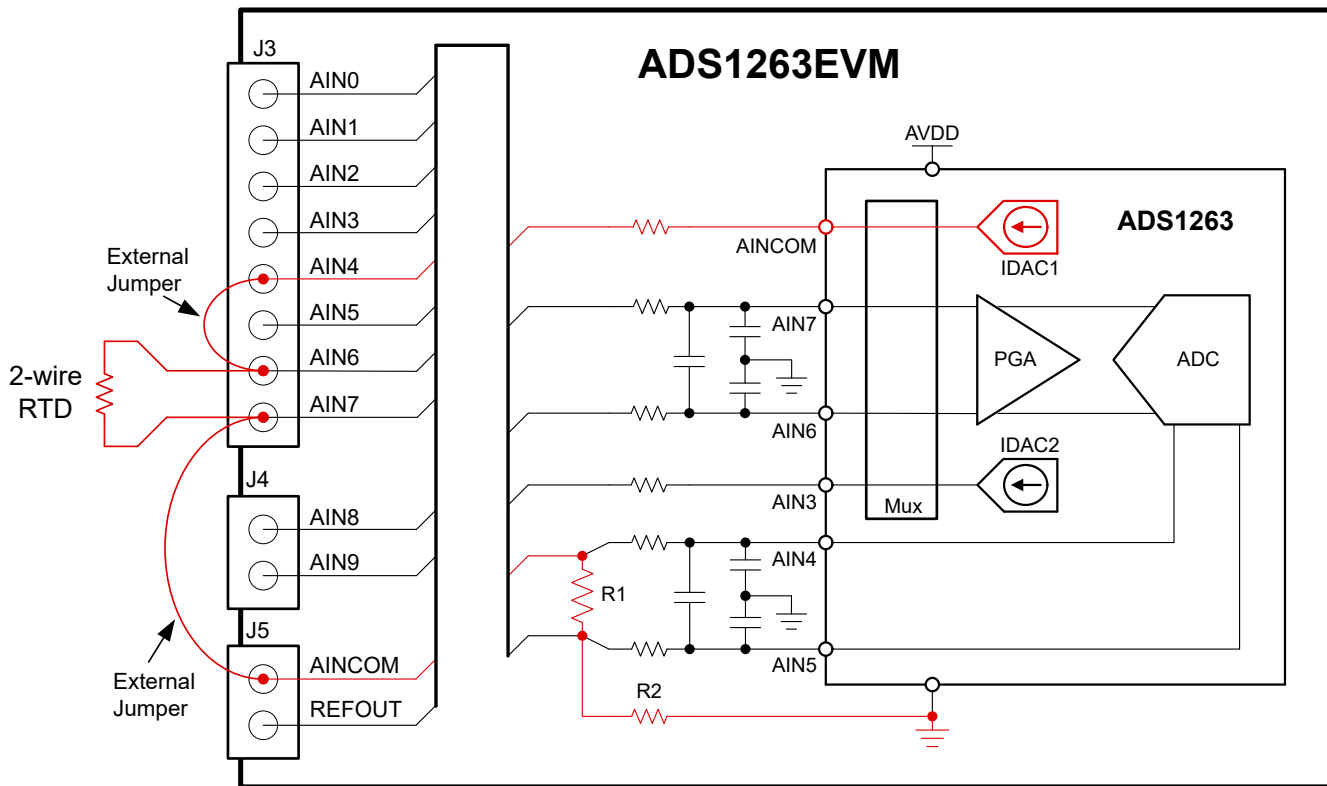 ADS1263EVM
J3
AIN0
AIN1
AIN2
AIN3
AIN4
AIN5
AIN6
AIN7
External
Jumper
2-wire
RTD
J4
AIN8
AIN9
J5
AINCOM
REFOUT
External
Jumper
AVDD
ADS1263
AINCOM
IDAC1
AIN7
PGA
ADC
AIN6
IDAC2
AIN3
Mux
AIN4
R1
AIN5
R2